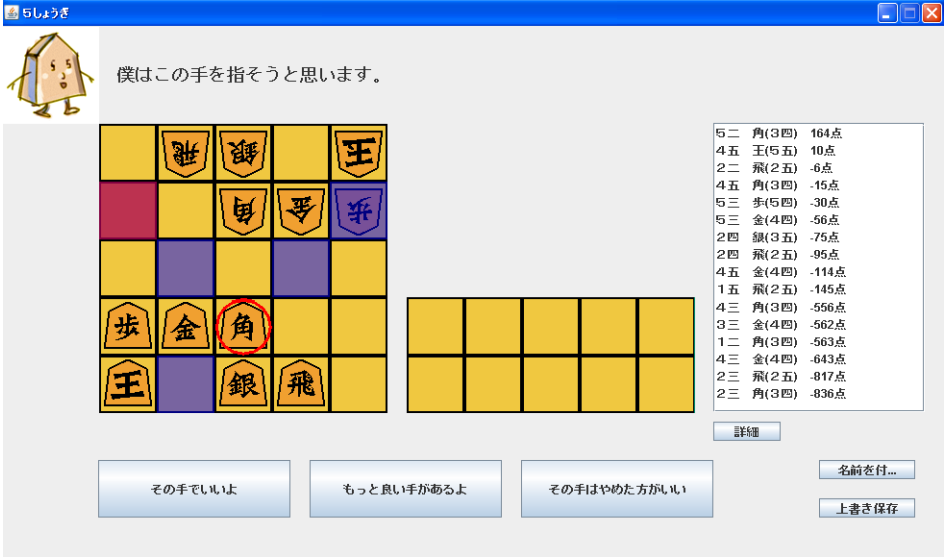 5しょうぎ
5 5
僕はこの手を指そうと思います。
飛 銀 王
角 金 歩
歩 金 角
王 銀 飛
5二 角(3四) 164点
4五 王(5五) 10点
2二 飛(2五) -6点
4五 角(3四) -15点
5三 歩(5四) -30点
5三 金(4四) -56点
2四 銀(3五) -75点
2四 飛(2五) -95点
4五 金(4四) -114点
1五 飛(2五) -145点
4三 角(3四) -556点
3三 金(4四) -562点
1二 角(3四) -563点
4三 金(4四) -643点
2三 飛(2五) -817点
2三 角(3四) -836点
詳細
その手でいいよ
もっと良い手があるよ
その手はやめた方がいい
名前を付...
上書き保存